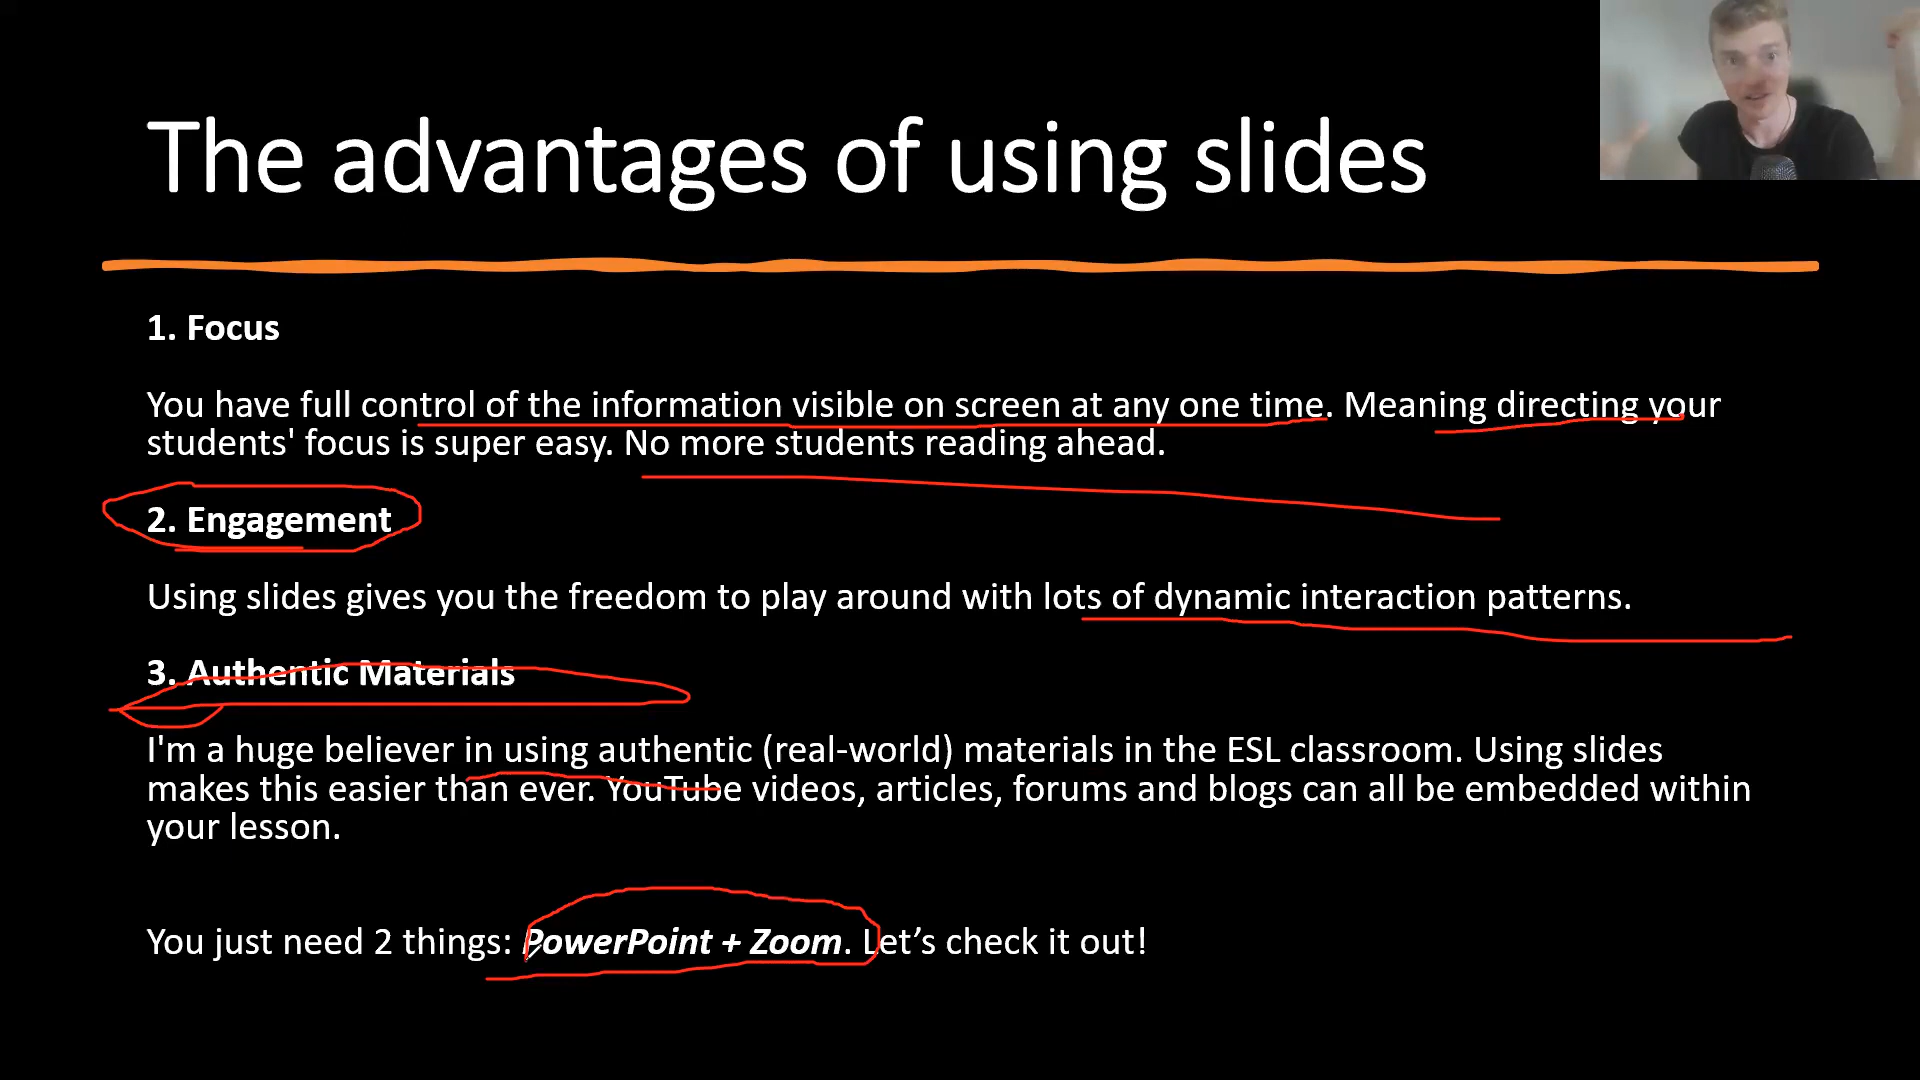 The advantages of using slides
1. Focus
You have full control of the information visible on screen at any one time. Meaning directing your
students' focus is super easy. No more students reading ahead.
2. Engagement
Using slides gives you the freedom to play around with lots of dynamic interaction patterns.
3. Authentic Materials
I'm a huge believer in using authentic (real-world) materials in the ESL classroom. Using slides
makes this easier than ever. YouTube videos, articles, forums and blogs can all be embedded within
your lesson.
You just need 2 things: PowerPoint + Zoom. Let’s check it out!